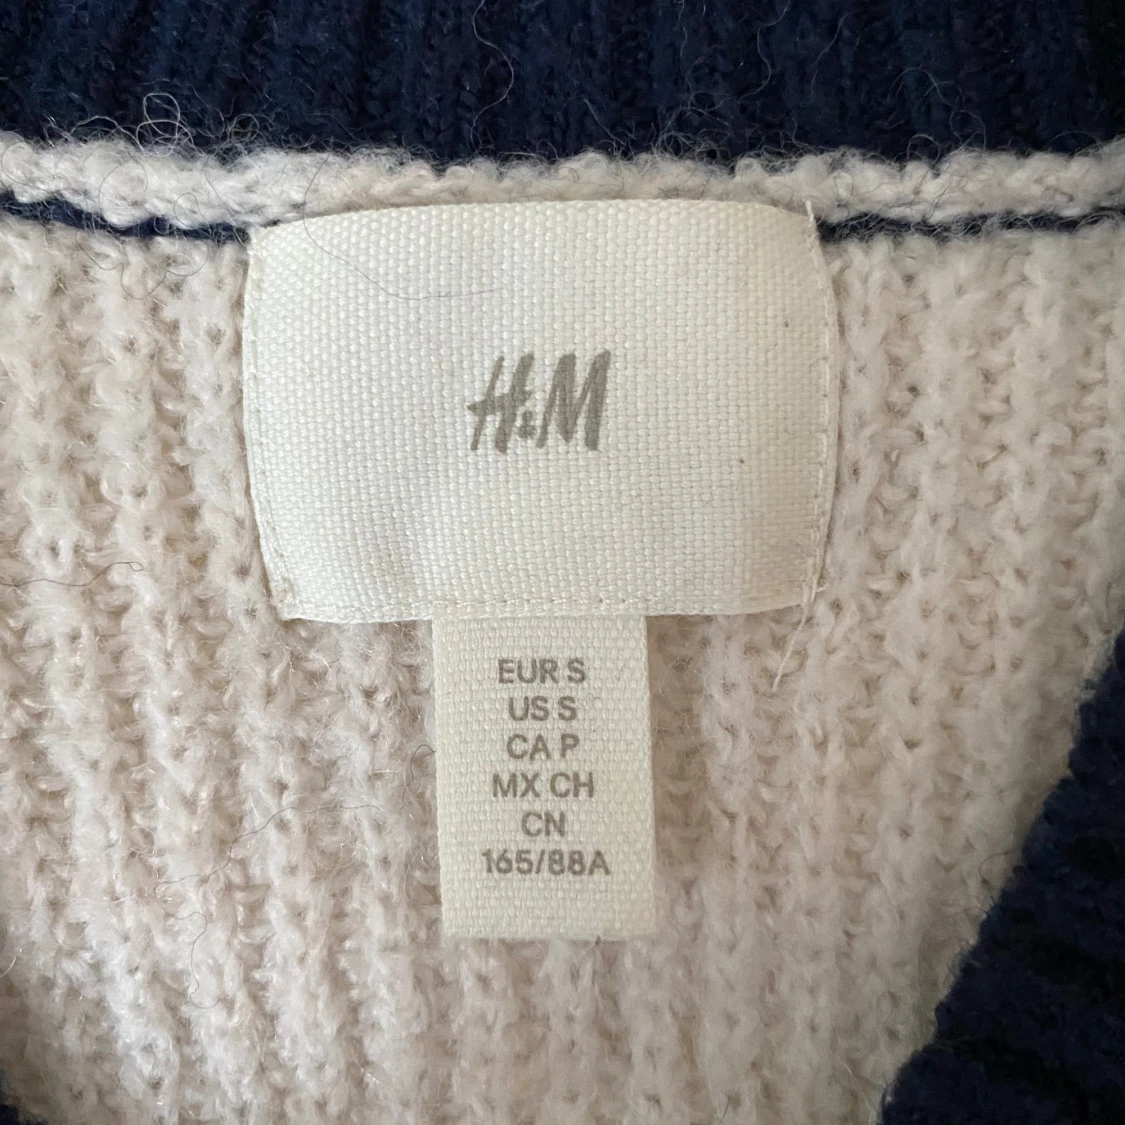 H&M
EUR S
US S
CA P
MX CH
CN
165/88A